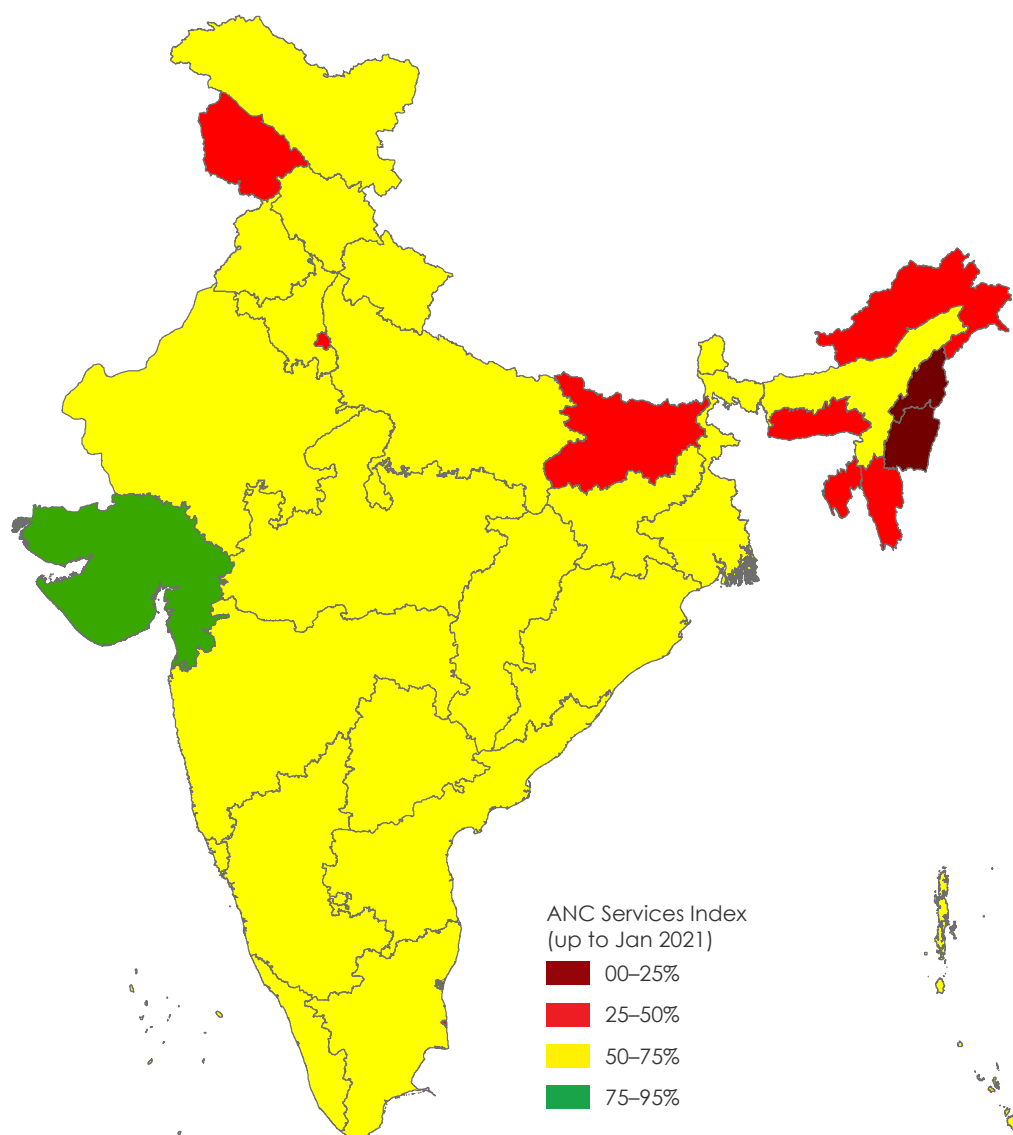 ANC Services Index
(up to Jan 2021)
00–25%
25–50%
50–75%
75–95%